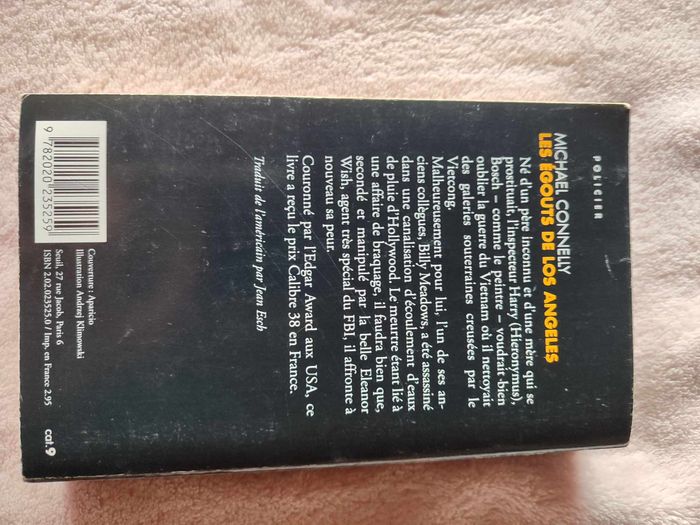 POLICIER
MICHAEL CONNELLY
LES ÉGOUTS DE LOS ANGELES
Né d'un père inconnu et d'une mère qui se
prostituait, l'inspecteur Harry (Hieronymus),
Bosch – comme le peintre – voudrait bien
oublier la guerre du Vietnam où il nettoyait
des galeries souterraines creusées par le
Vietcong.
Malheureusement pour lui, l'un de ses an-
ciens collègues, Billy Meadows, a été assassiné
dans une canalisation d'écoulement d'eaux
de pluie d'Hollywood. Le meurtre étant lié à
une affaire de braquage, il faudra bien que,
secondé et manipulé par la belle Eleanor
Wish, agent très spécial du FBI, il affronte à
nouveau sa peur.
Couronné par l'Edgar Award aux USA, ce
livre a reçu le prix Calibre 38 en France.
Traduit de l'américain par Jean Esch
9 782020 235259
Couverture : Aparicio
Illustration Andrzej Klimowski
Seuil, 27 rue Jacob, Paris 6
ISBN 2.02.023525.0 / Imp. en France 2.95
cat.9